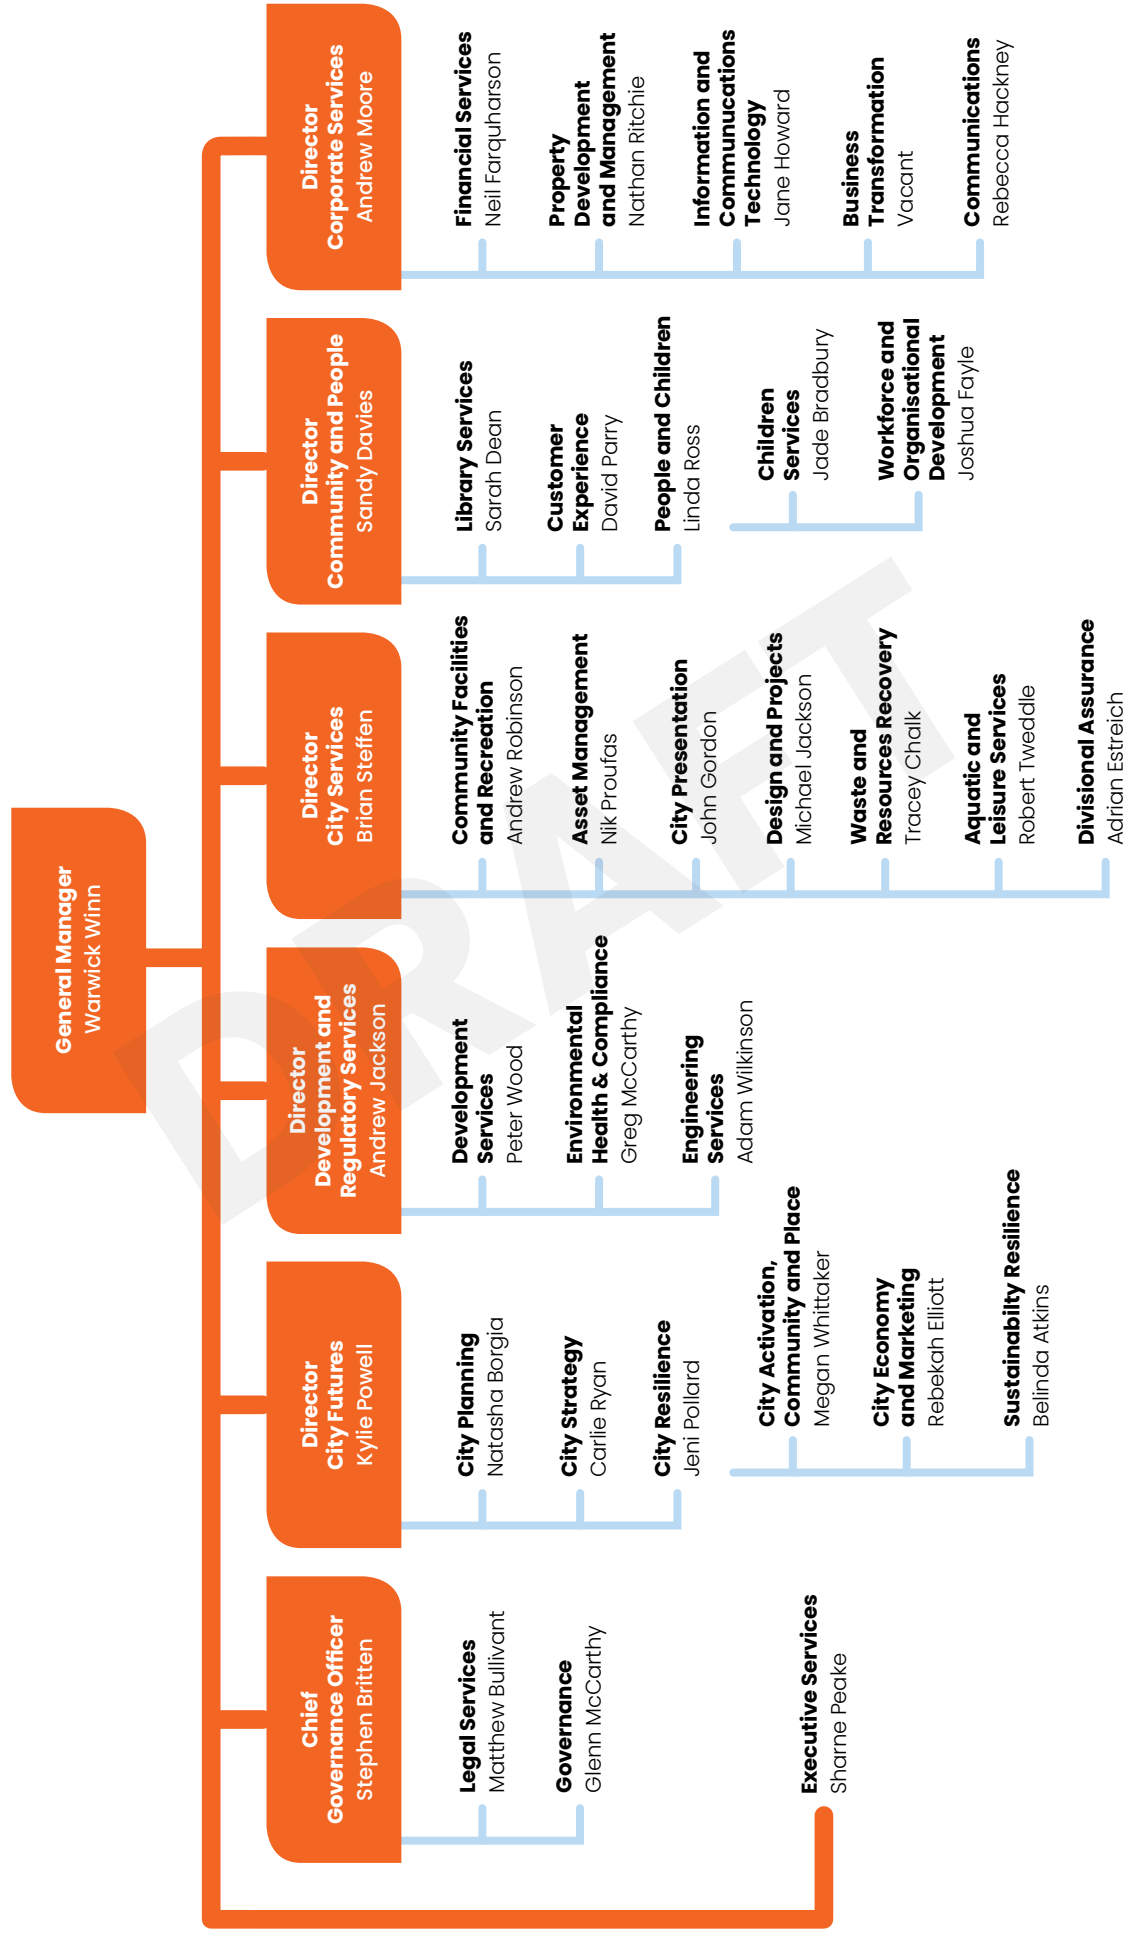 General Manager
Warwick Winn
Chief
Governance Officer
Stephen Britten
Legal Services
Matthew Bullivant
Governance
Glenn McCarthy
Executive Services
Sharne Peake
Director
City Futures
Kylie Powell
City Planning
Natasha Borgia
City Strategy
Carlie Ryan
City Resilience
Jeni Pollard
City Activation,
Community and Place
Megan Whittaker
City Economy
and Marketing
Rebekah Elliott
Sustainabilty Resilience
Belinda Atkins
Director
Development and
Regulatory Services
Andrew Jackson
Development
Services
Peter Wood
Environmental
Health & Compliance
Greg McCarthy
Engineering
Services
Adam Wilkinson
Director
City Services
Brian Steffen
Community Facilities
and Recreation
Andrew Robinson
Asset Management
Nik Proufas
City Presentation
John Gordon
Design and Projects
Michael Jackson
Waste and
Resources Recovery
Tracey Chalk
Aquatic and
Leisure Services
Robert Tweddle
Divisional Assurance
Adrian Estreich
Director
Community and People
Sandy Davies
Library Services
Sarah Dean
Customer
Experience
David Parry
People and Children
Linda Ross
Children
Services
Jade Bradbury
Workforce and
Organisational
Development
Joshua Fayle
Director
Corporate Services
Andrew Moore
Financial Services
Neil Farquharson
Property
Development
and Management
Nathan Ritchie
Information and
Communucations
Technology
Jane Howard
Business
Transformation
Vacant
Communications
Rebecca Hackney
DRAFT